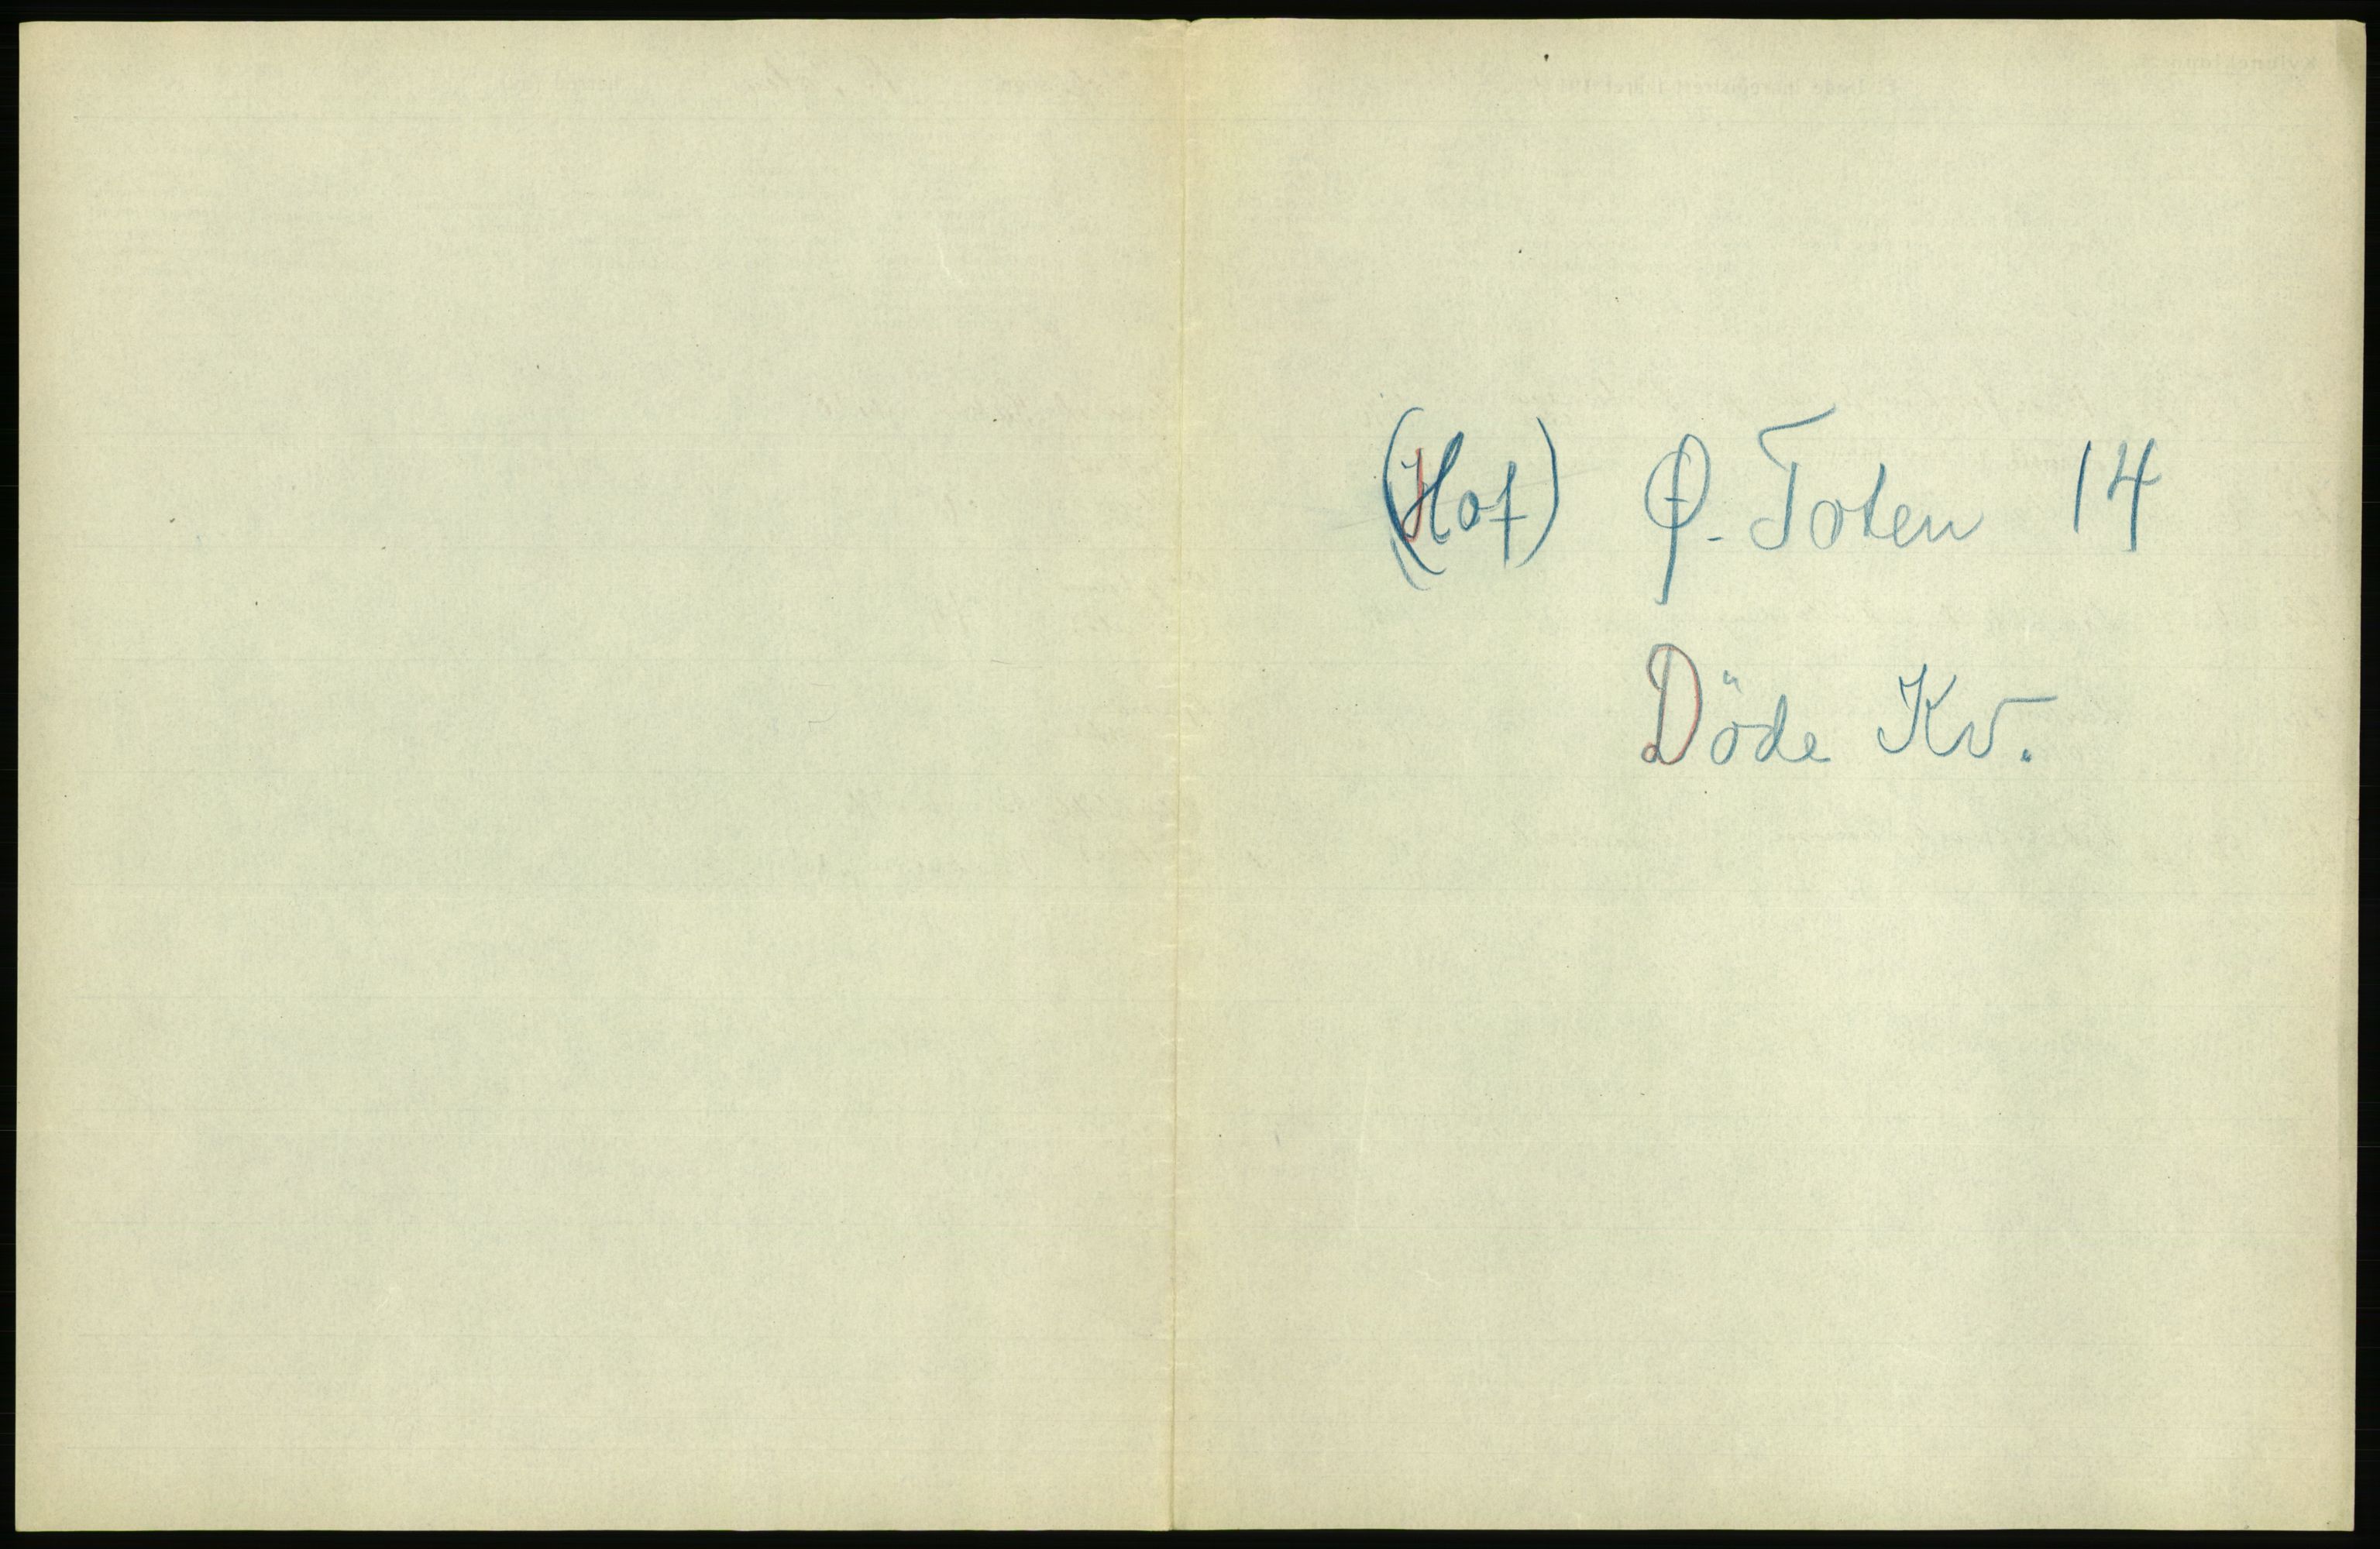 (Hof) Ø. Toten 14
Döde Kv.